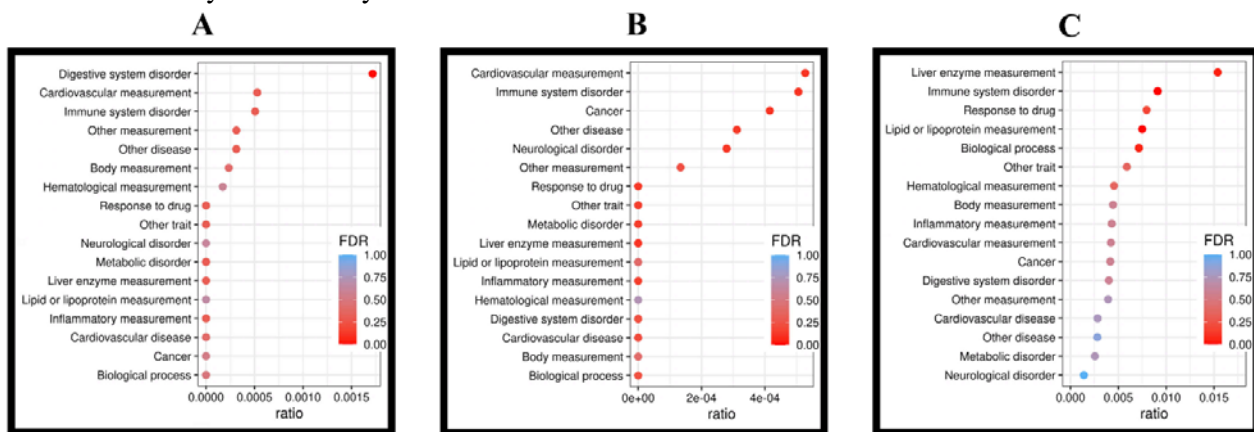 A
B
C
Digestive system disorder
Cardiovascular measurement
Immune system disorder
Other measurement
Other disease
Body measurement
Hematological measurement
Response to drug
Other trait
Neurological disorder
Metabolic disorder
Liver enzyme measurement
Lipid or lipoprotein measurement
Inflammatory measurement
Cardiovascular disease
Cancer
Biological process
FDR
1.00
0.75
0.50
0.25
0.00
0.0000 0.0005 0.0010 0.0015
ratio
Cardiovascular measurement
Immune system disorder
Cancer
Other disease
Neurological disorder
Other measurement
Response to drug
Other trait
Metabolic disorder
Liver enzyme measurement
Lipid or lipoprotein measurement
Inflammatory measurement
Hematological measurement
Digestive system disorder
Cardiovascular disease
Body measurement
Biological process
FDR
1.00
0.75
0.50
0.25
0.00
0e+00 2e-04 4e-04
ratio
Liver enzyme measurement
Immune system disorder
Response to drug
Lipid or lipoprotein measurement
Biological process
Other trait
Hematological measurement
Body measurement
Inflammatory measurement
Cardiovascular measurement
Cancer
Digestive system disorder
Other measurement
Cardiovascular disease
Other disease
Metabolic disorder
Neurological disorder
FDR
1.00
0.75
0.50
0.25
0.00
0.000 0.005 0.010 0.015
ratio